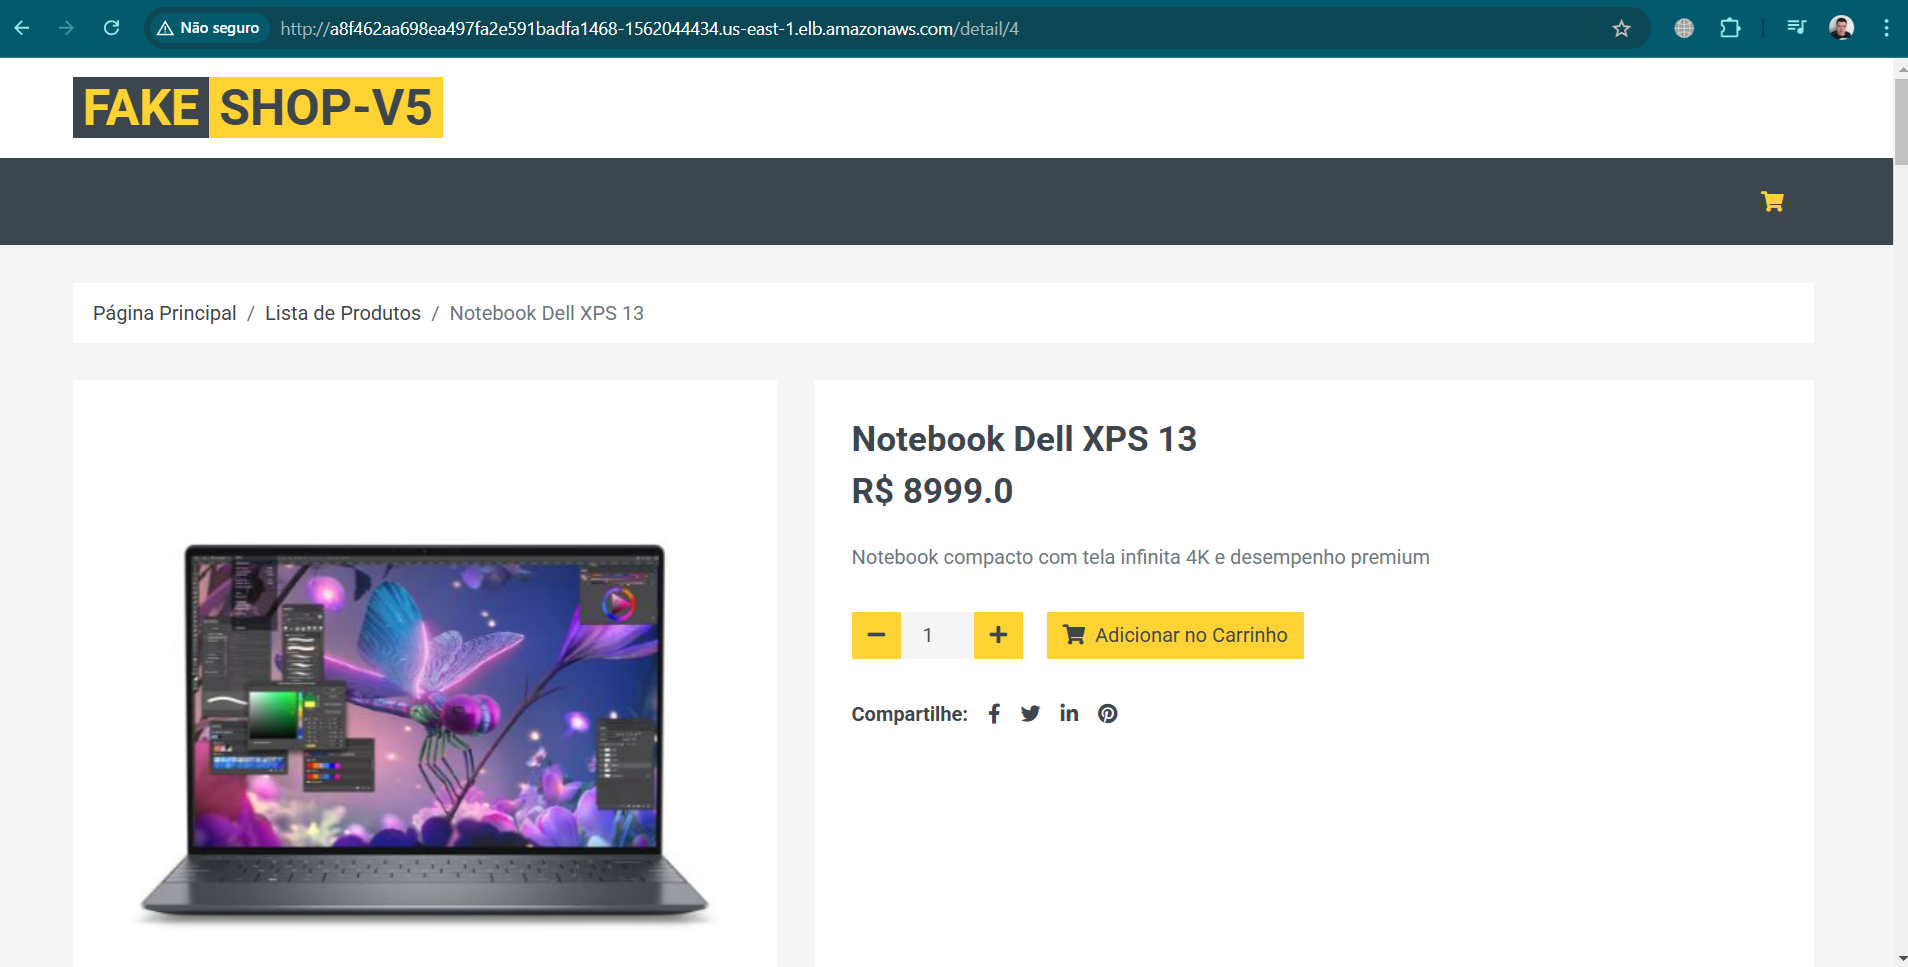 Não seguro http://a8f462aa698ea497fa2e591badfa1468-1562044434.us-east-1.elb.amazonaws.com/detail/4
FAKE SHOP-V5
Página Principal / Lista de Produtos / Notebook Dell XPS 13
Notebook Dell XPS 13
R$ 8999.0
Notebook compacto com tela infinita 4K e desempenho premium
1
Adicionar no Carrinho
Compartilhe: